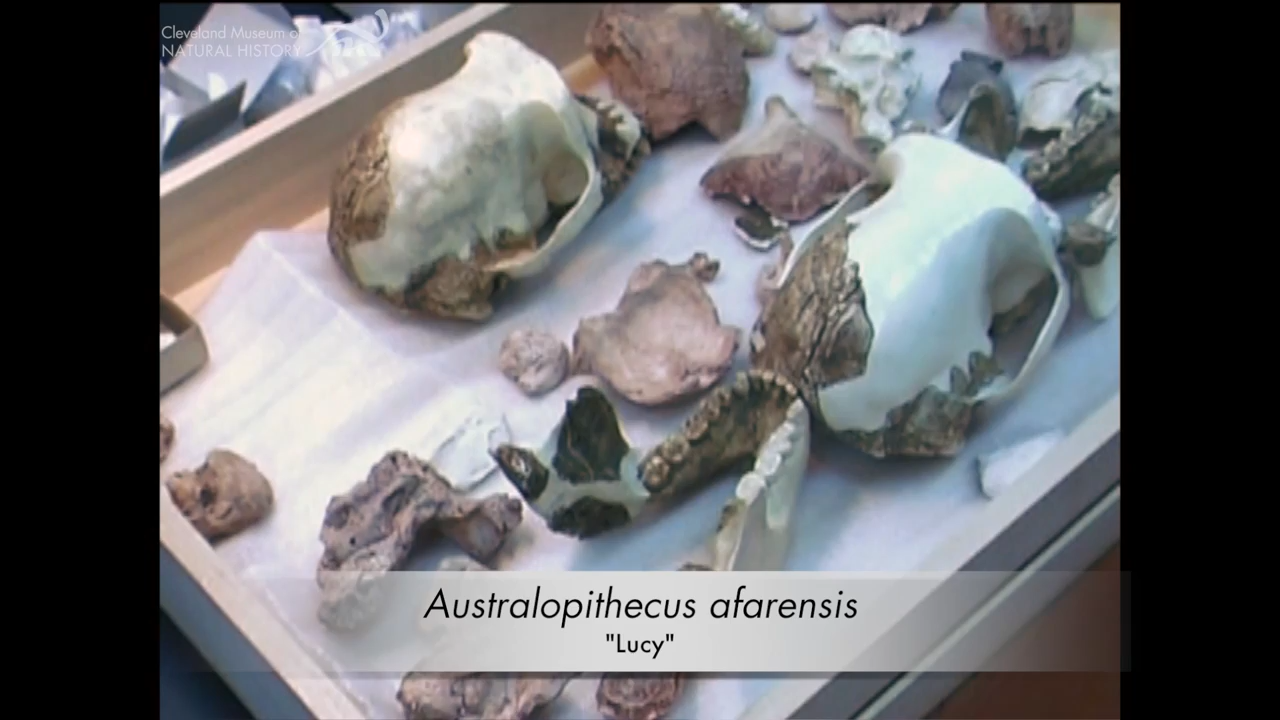 Cleveland Museum of
NATURAL HISTORY
Australopithecus afarensis
"Lucy"